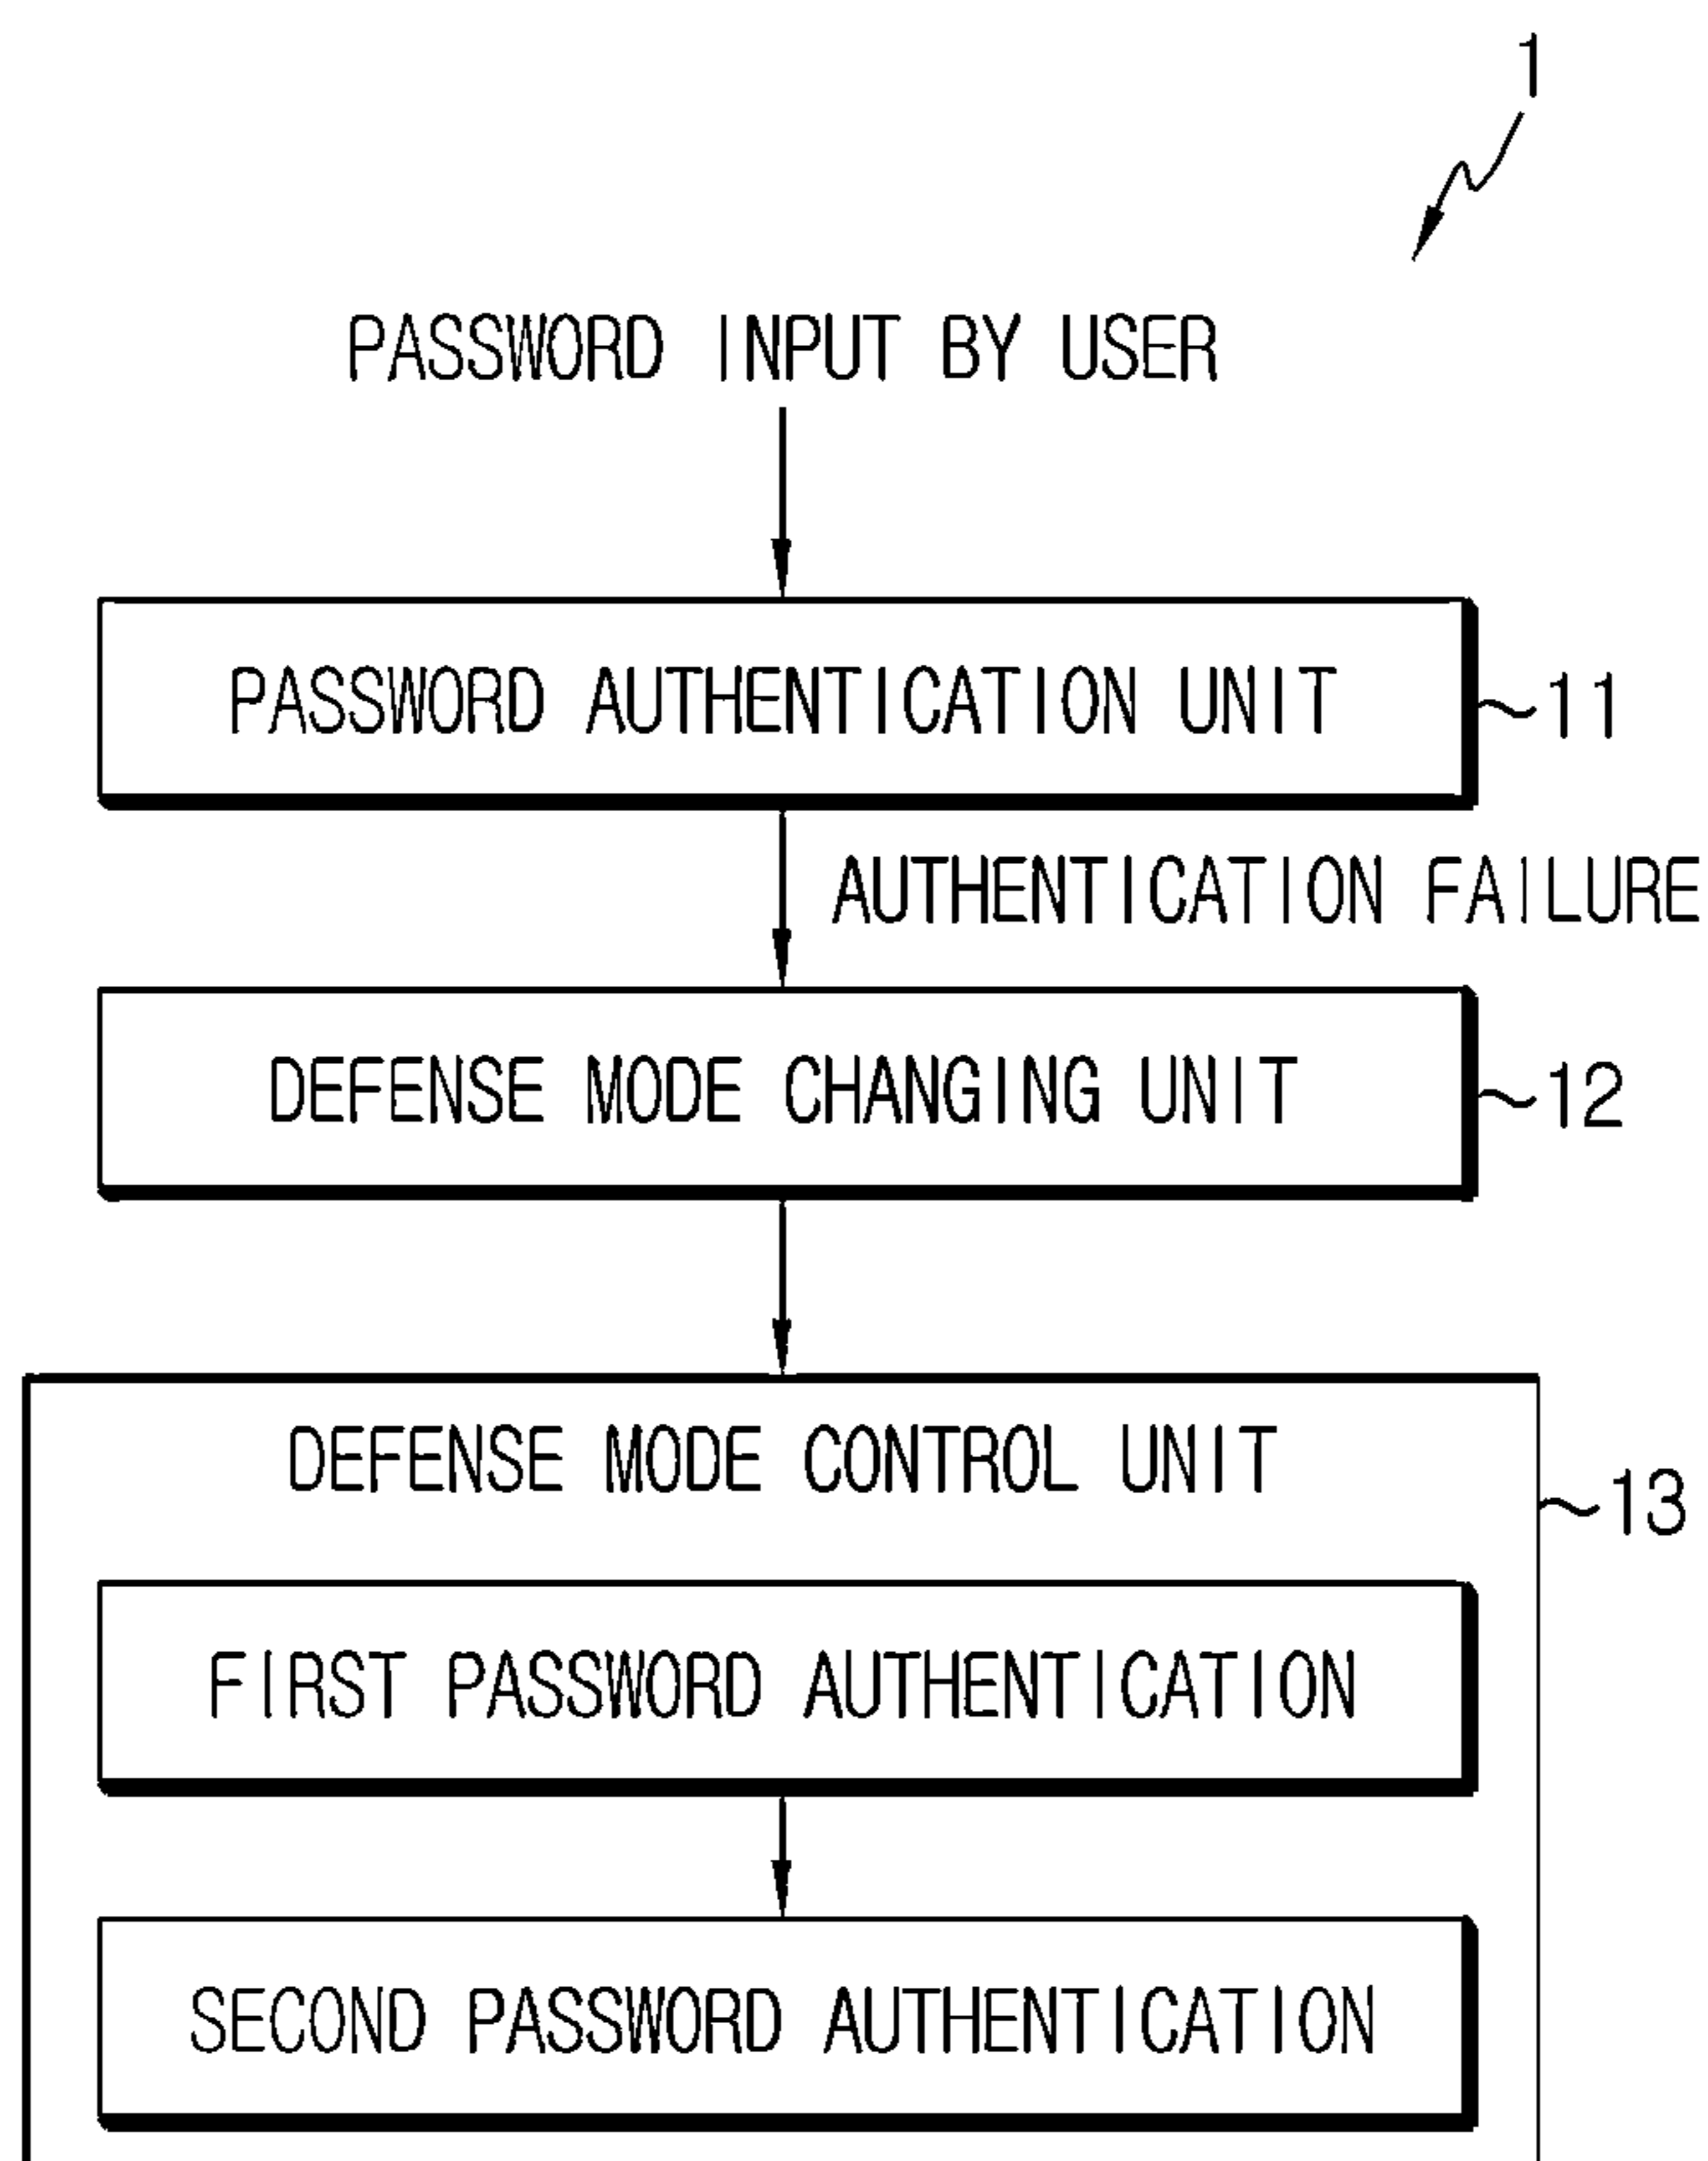 1
PASSWORD INPUT BY USER
PASSWORD AUTHENTICATION UNIT
11
AUTHENTICATION FAILURE
DEFENSE MODE CHANGING UNIT
12
DEFENSE MODE CONTROL UNIT
13
FIRST PASSWORD AUTHENTICATION
SECOND PASSWORD AUTHENTICATION